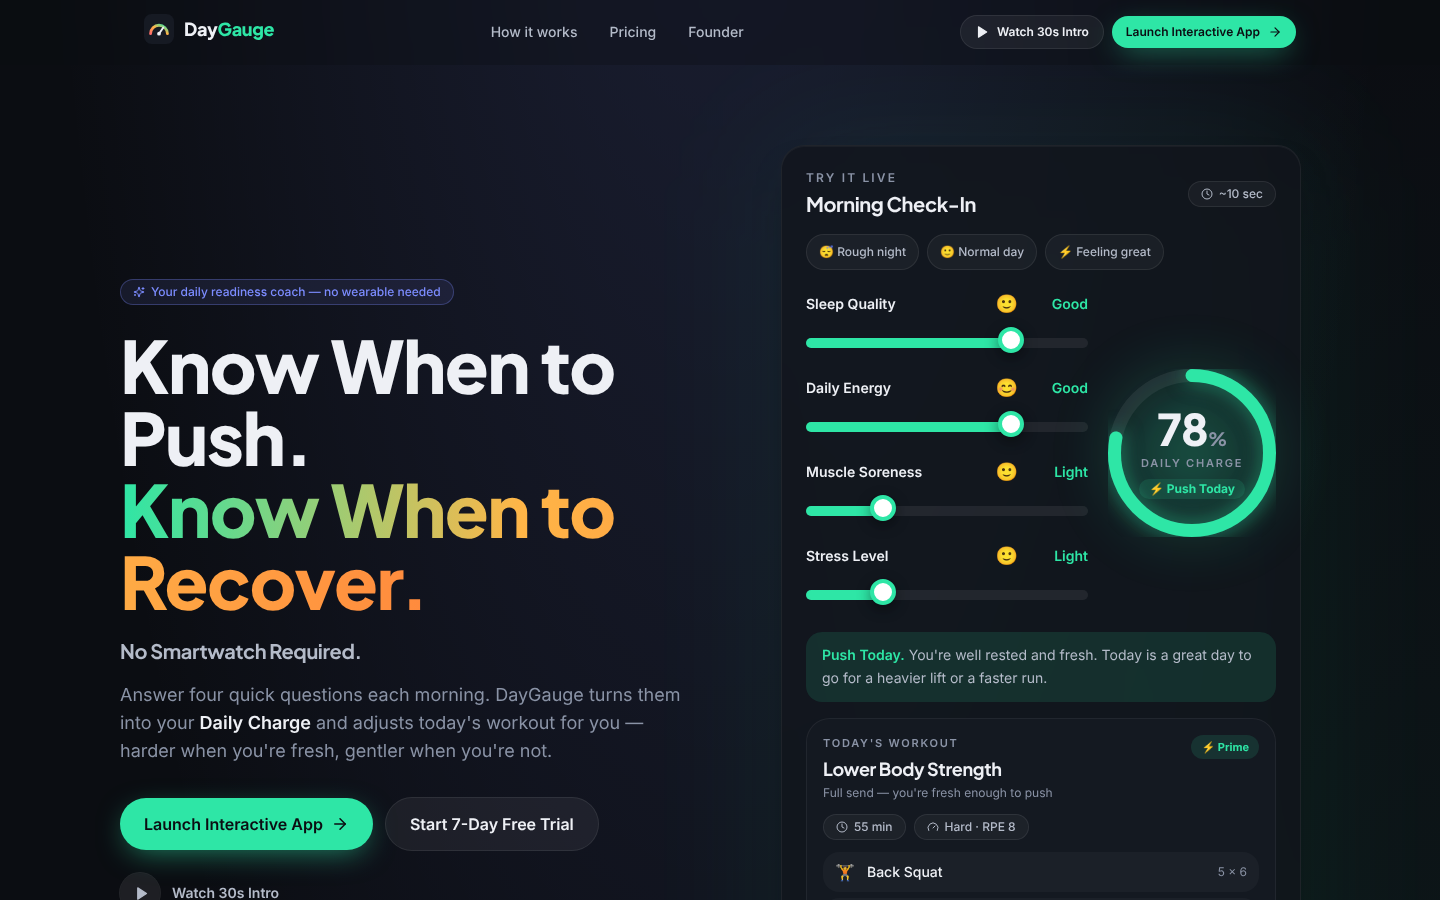 DayGauge
How it works
Pricing
Founder
Watch 30s Intro
Launch Interactive App
Your daily readiness coach — no wearable needed
Know When to
Push.
Know When to
Recover.
No Smartwatch Required.
Answer four quick questions each morning. DayGauge turns them
into your Daily Charge and adjusts today's workout for you —
harder when you're fresh, gentler when you're not.
Launch Interactive App
Start 7-Day Free Trial
Watch 30s Intro
TRY IT LIVE
Morning Check-In
~10 sec
😴 Rough night
🙂 Normal day
⚡ Feeling great
Sleep Quality 🙂 Good
Daily Energy 😊 Good
Muscle Soreness 🙂 Light
Stress Level 🙂 Light
78%
DAILY CHARGE
⚡ Push Today
Push Today. You're well rested and fresh. Today is a great day to
go for a heavier lift or a faster run.
TODAY'S WORKOUT
⚡ Prime
Lower Body Strength
Full send — you're fresh enough to push
55 min
Hard · RPE 8
🏋️ Back Squat 5 × 6